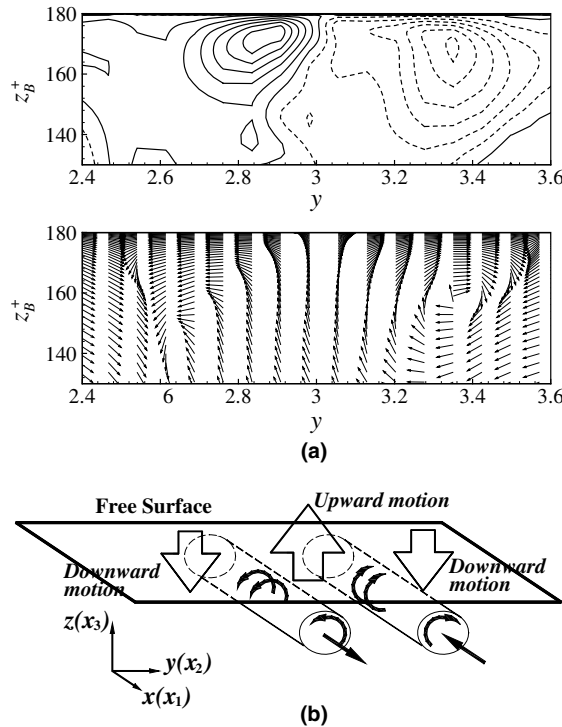 180
160
140
z_B^+
2.4 2.6 2.8 3 3.2 3.4 3.6
y
180
160
140
z_B^+
2.4 2.6 2.8 3 3.2 3.4 3.6
y
(a)
Free Surface
Upward motion
Downward motion
Downward motion
z(x₃)
y(x₂)
x(x₁)
(b)